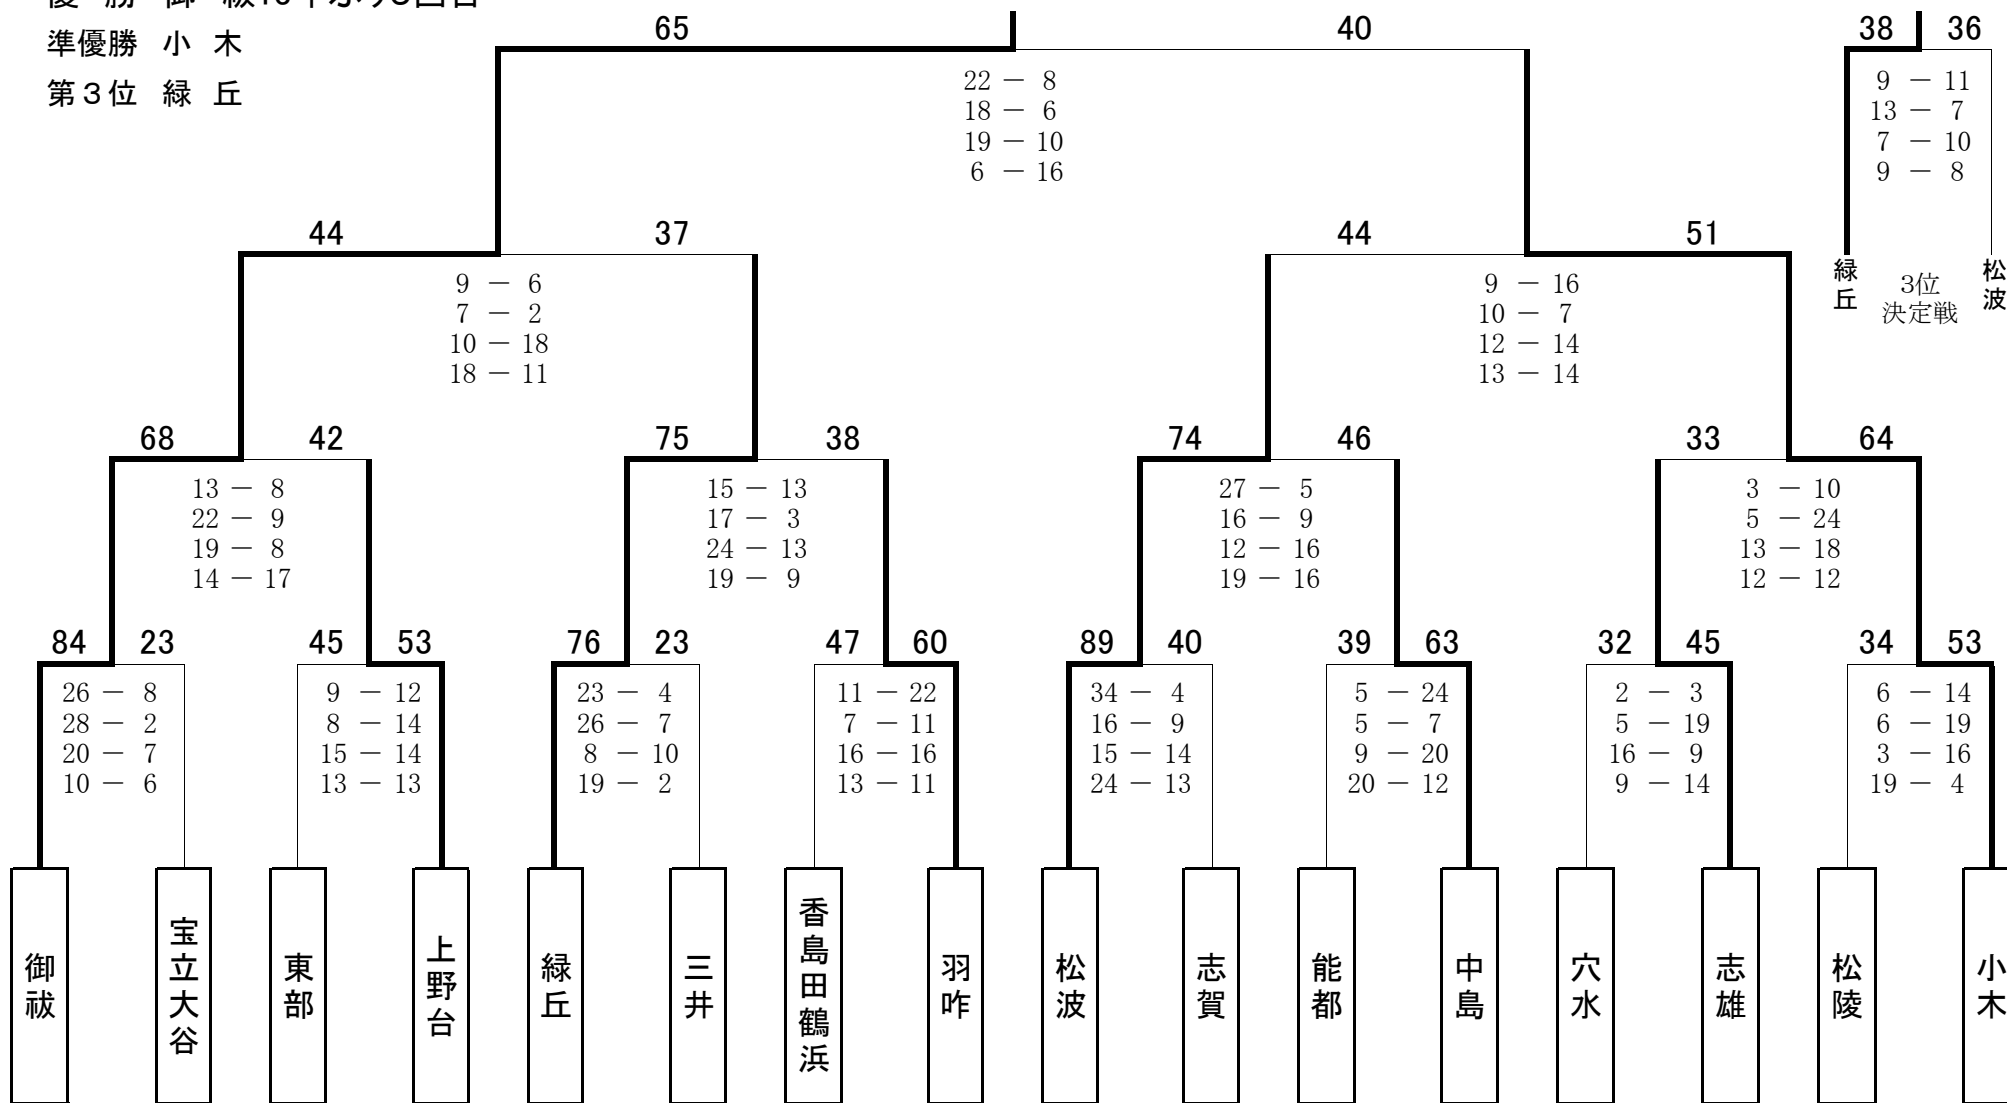 準優勝 小 木
第3位 緑 丘
65 40 38 36
22 － 8
18 － 6
19 － 10
6 － 16
9 － 11
13 － 7
7 － 10
9 － 8
緑丘
3位
決定戦
松波
44 37 44 51
9 － 6
7 － 2
10 － 18
18 － 11
9 － 16
10 － 7
12 － 14
13 － 14
68 42 75 38 74 46 33 64
13 － 8
22 － 9
19 － 8
14 － 17
15 － 13
17 － 3
24 － 13
19 － 9
27 － 5
16 － 9
12 － 16
19 － 16
3 － 10
5 － 24
13 － 18
12 － 12
84 23 45 53 76 23 47 60 89 40 39 63 32 45 34 53
26 － 8
28 － 2
20 － 7
10 － 6
9 － 12
8 － 14
15 － 14
13 － 13
23 － 4
26 － 7
8 － 10
19 － 2
11 － 22
7 － 11
16 － 16
13 － 11
34 － 4
16 － 9
15 － 14
24 － 13
5 － 24
5 － 7
9 － 20
20 － 12
2 － 3
5 － 19
16 － 9
9 － 14
6 － 14
6 － 19
3 － 16
19 － 4
御祓
宝立大谷
東部
上野台
緑丘
三井
香島田鶴浜
羽咋
松波
志賀
能都
中島
穴水
志雄
松陵
小木